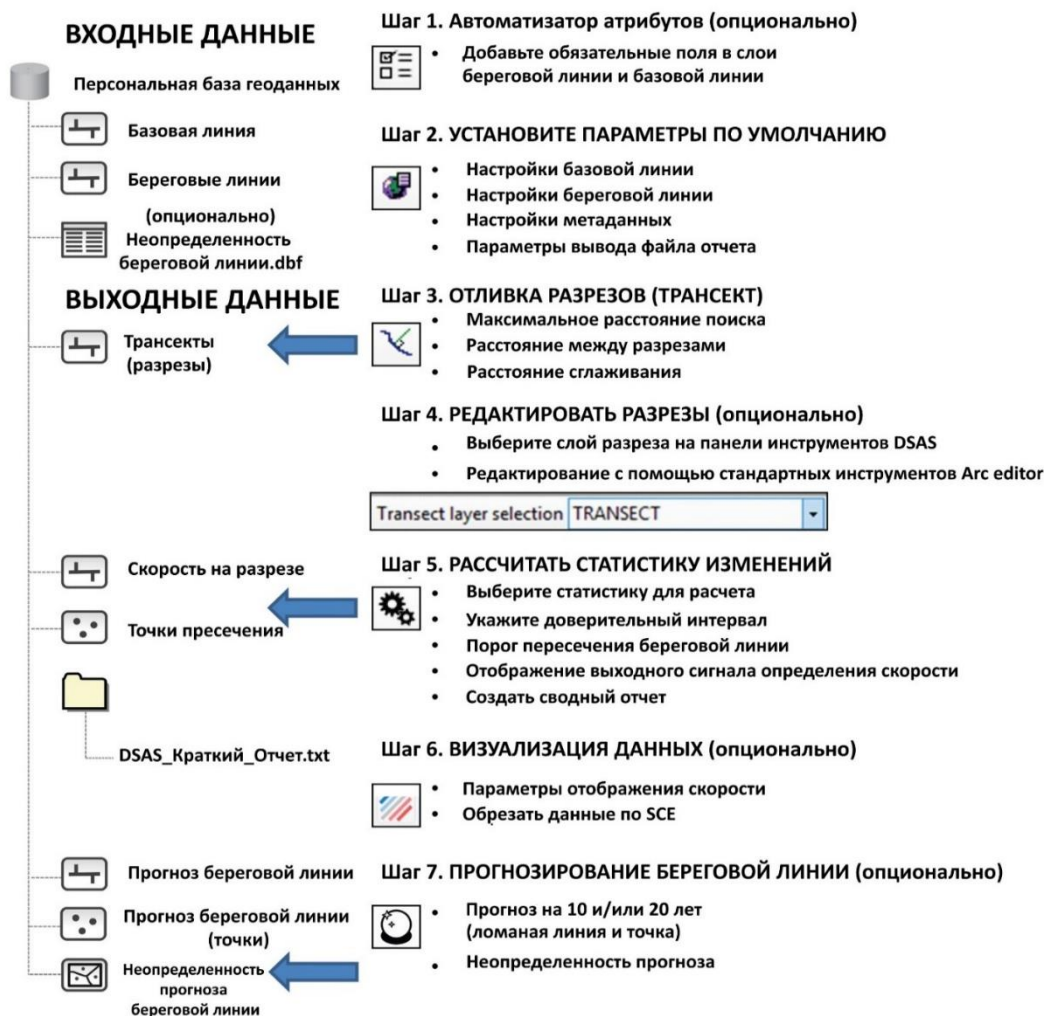 ВХОДНЫЕ ДАННЫЕ
Персональная база геоданных
Базовая линия
Береговые линии
(опционально)
Неопределенность
береговой линии.dbf
ВЫХОДНЫЕ ДАННЫЕ
Трансекты
(разрезы)
Скорость на разрезе
Точки пресечения
DSAS_Краткий_Отчет.txt
Прогноз береговой линии
Прогноз береговой линии
(точки)
Неопределенность
прогноза
береговой линии
Шаг 1. Автоматизатор атрибутов (опционально)
• Добавьте обязательные поля в слои
береговой линии и базовой линии
Шаг 2. УСТАНОВИТЕ ПАРАМЕТРЫ ПО УМОЛЧАНИЮ
• Настройки базовой линии
• Настройки береговой линии
• Настройки метаданных
• Параметры вывода файла отчета
Шаг 3. ОТЛИВКА РАЗРЕЗОВ (ТРАНСЕКТ)
• Максимальное расстояние поиска
• Расстояние между разрезами
• Расстояние сглаживания
Шаг 4. РЕДАКТИРОВАТЬ РАЗРЕЗЫ (опционально)
• Выберите слой разреза на панели инструментов DSAS
• Редактирование с помощью стандартных инструментов Arc editor
Transect layer selection TRANSECT
Шаг 5. РАССЧИТАТЬ СТАТИСТИКУ ИЗМЕНЕНИЙ
• Выберите статистику для расчета
• Укажите доверительный интервал
• Порог пересечения береговой линии
• Отображение выходного сигнала определения скорости
• Создать сводный отчет
Шаг 6. ВИЗУАЛИЗАЦИЯ ДАННЫХ (опционально)
• Параметры отображения скорости
• Обрезать данные по SCE
Шаг 7. ПРОГНОЗИРОВАНИЕ БЕРЕГОВОЙ ЛИНИИ (опционально)
• Прогноз на 10 и/или 20 лет
(ломаная линия и точка)
• Неопределенность прогноза